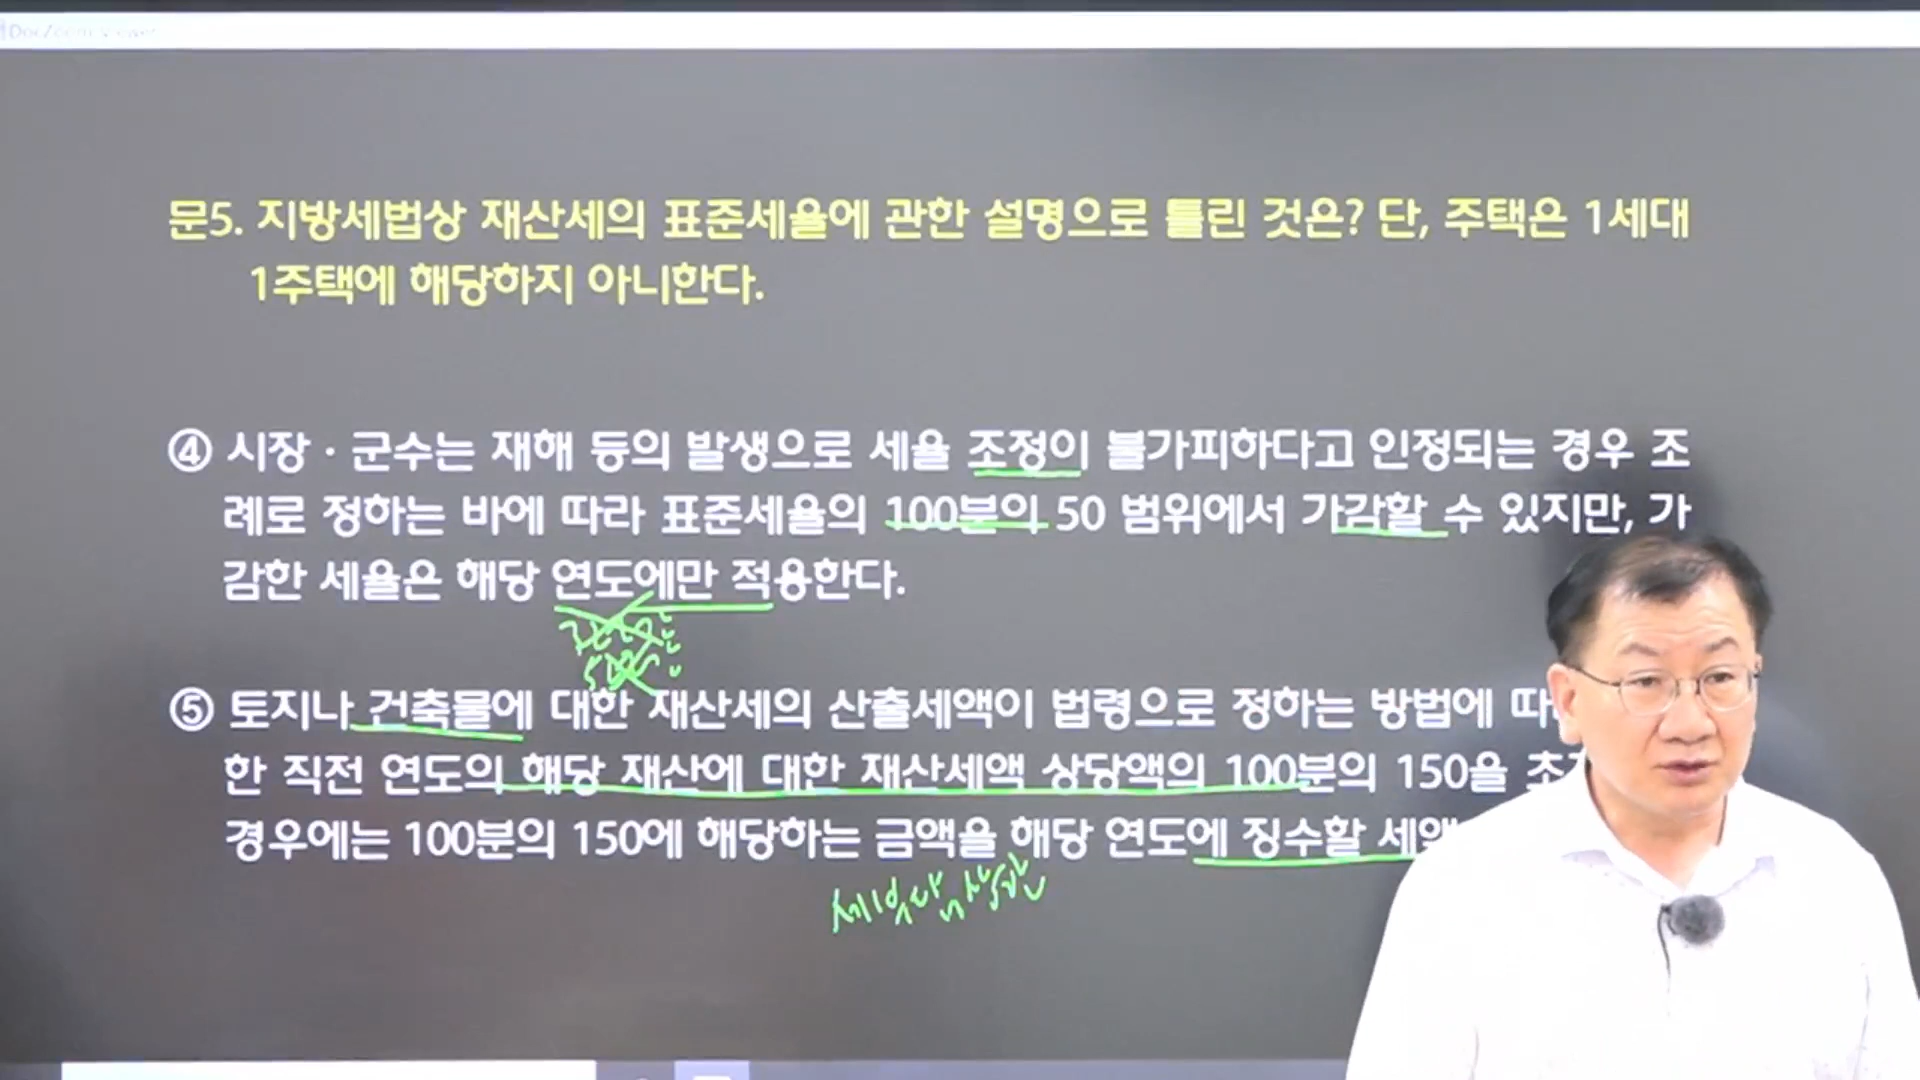 DocZoom Viewer
문5. 지방세법상 재산세의 표준세율에 관한 설명으로 틀린 것은? 단, 주택은 1세대
1주택에 해당하지 아니한다.
④ 시장·군수는 재해 등의 발생으로 세율 조정이 불가피하다고 인정되는 경우 조
례로 정하는 바에 따라 표준세율의 100분의 50 범위에서 가감할 수 있지만, 가
감한 세율은 해당 연도에만 적용한다.
⑤ 토지나 건축물에 대한 재산세의 산출세액이 법령으로 정하는 방법에
한 직전 연도의 해당 재산에 대한 재산세액 상당액의 100분의 150을
경우에는 100분의 150에 해당하는 금액을 해당 연도에 징수할
세부담상한